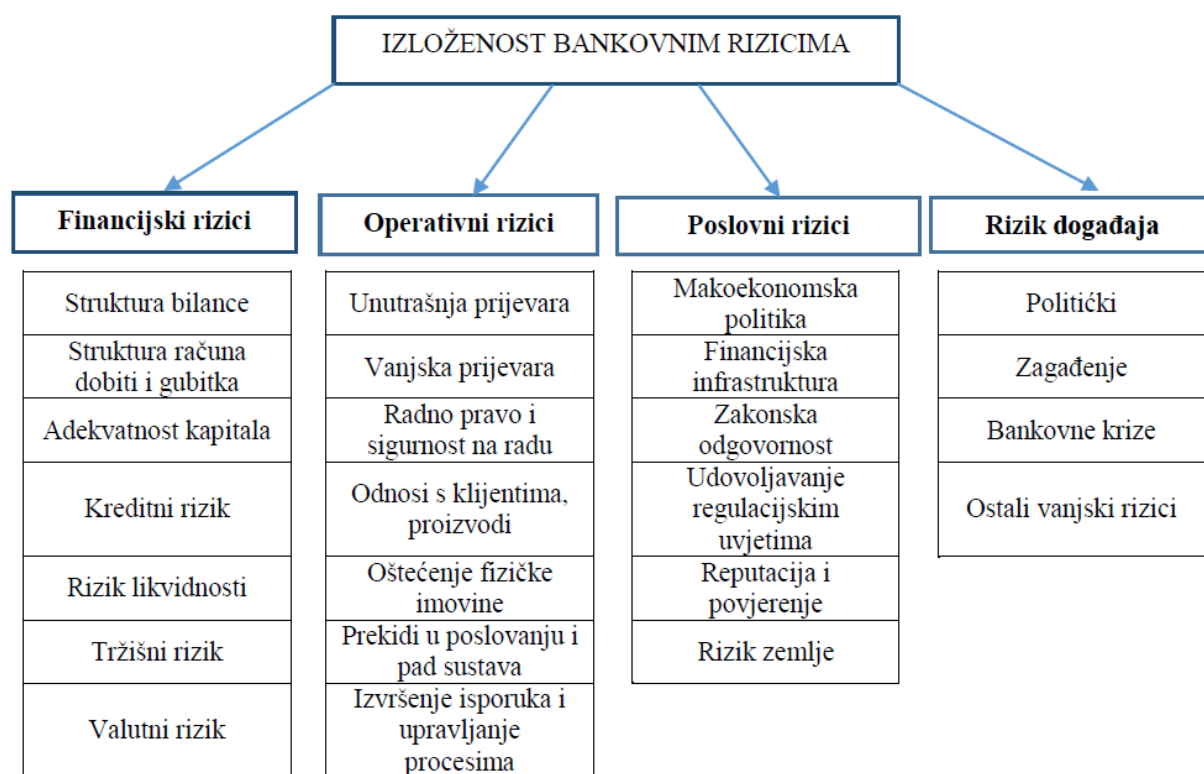 IZLOŽENOST BANKOVNIM RIZICIMA
Financijski rizici
Struktura bilance
Struktura računa
dobiti i gubitka
Adekvatnost kapitala
Kreditni rizik
Rizik likvidnosti
Tržišni rizik
Valutni rizik
Operativni rizici
Unutrašnja prijevara
Vanjska prijevara
Radno pravo i
sigurnost na radu
Odnosi s klijentima,
proizvodi
Oštećenje fizičke
imovine
Prekidi u poslovanju i
pad sustava
Izvršenje isporuka i
upravljanje
procesima
Poslovni rizici
Makoekonomska
politika
Financijska
infrastruktura
Zakonska
odgovornost
Udovoljavanje
regulacijskim
uvjetima
Reputacija i
povjerenje
Rizik zemlje
Rizik događaja
Politićki
Zagađenje
Bankovne krize
Ostali vanjski rizici